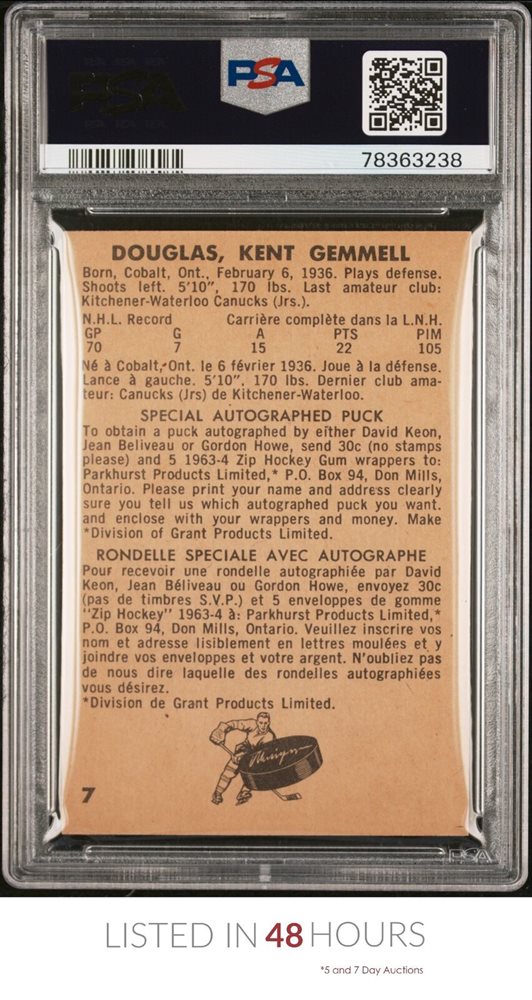 PSA
78363238
DOUGLAS, KENT GEMMELL
Born, Cobalt, Ont., February 6, 1936. Plays defense.
Shoots left. 5'10", 170 lbs. Last amateur club:
Kitchener-Waterloo Canucks (Jrs.).
N.H.L. Record Carrière complète dans la L.N.H.
GP G A PTS PIM
70 7 15 22 105
Né à Cobalt, Ont. le 6 février 1936. Joue à la défense.
Lance à gauche. 5'10", 170 lbs. Dernier club ama-
teur: Canucks (Jrs) de Kitchener-Waterloo.
SPECIAL AUTOGRAPHED PUCK
To obtain a puck autographed by either David Keon,
Jean Beliveau or Gordon Howe, send 30c (no stamps
please) and 5 1963-4 Zip Hockey Gum wrappers to:
Parkhurst Products Limited,* P.O. Box 94, Don Mills,
Ontario. Please print your name and address clearly
sure you tell us which autographed puck you want.
and enclose with your wrappers and money. Make
*Division of Grant Products Limited.
RONDELLE SPECIALE AVEC AUTOGRAPHE
Pour recevoir une rondelle autographiée par David
Keon, Jean Béliveau ou Gordon Howe, envoyez 30c
(pas de timbres S.V.P.) et 5 enveloppes de gomme
"Zip Hockey" 1963-4 à: Parkhurst Products Limited,*
P.O. Box 94, Don Mills, Ontario. Veuillez inscrire vos
nom et adresse lisiblement en lettres moulées et y
joindre vos enveloppes et votre argent. N'oubliez pas
de nous dire laquelle des rondelles autographiées
vous désirez.
*Division de Grant Products Limited.
7
PSA
LISTED IN 48 HOURS
*5 and 7 Day Auctions